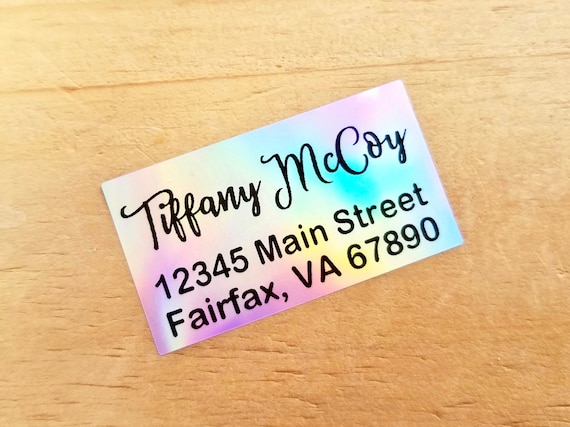 Tiffany McCoy
12345 Main Street
Fairfax, VA 67890